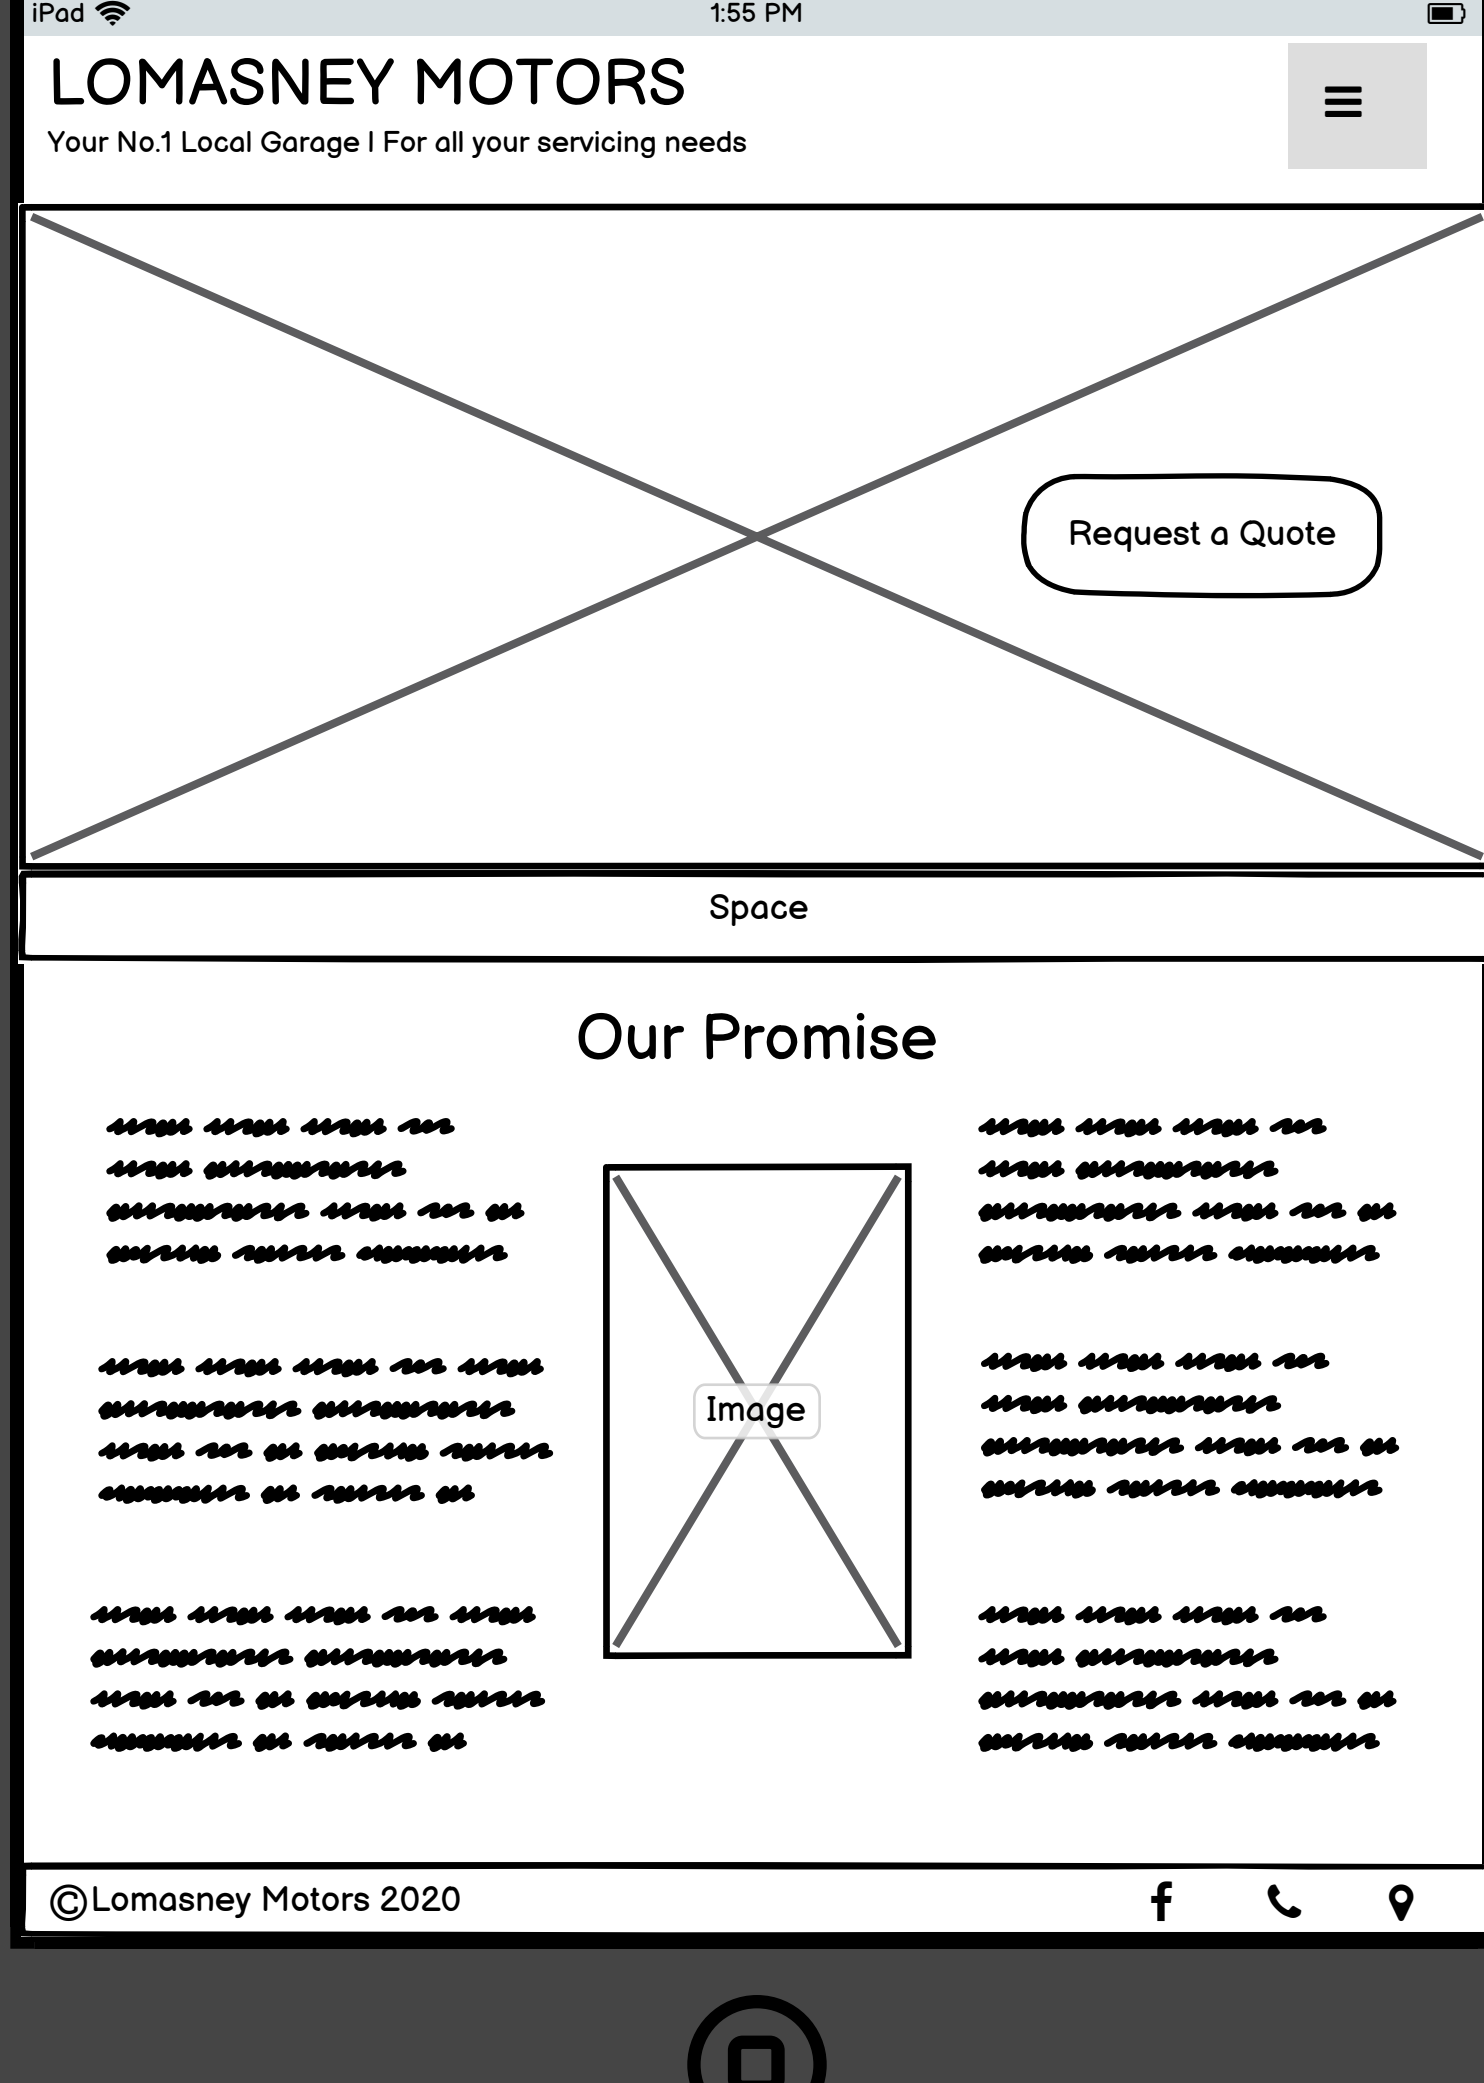 iPad
1:55 PM
LOMASNEY MOTORS
Your No.1 Local Garage | For all your servicing needs
Request a Quote
Space
Our Promise
Image
©Lomasney Motors 2020